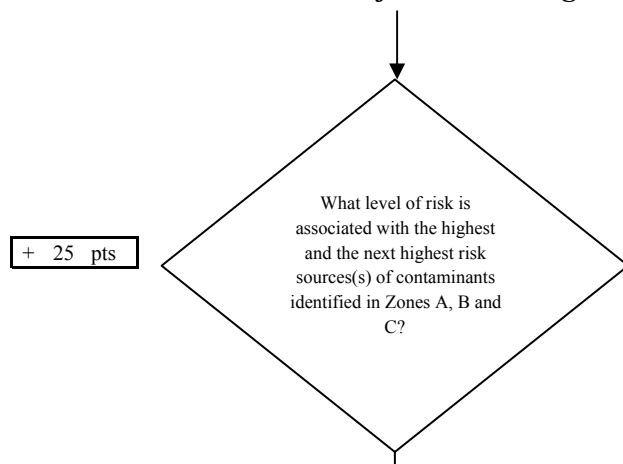 What level of risk is
associated with the highest
and the next highest risk
sources(s) of contaminants
identified in Zones A, B and
C?
+ 25 pts